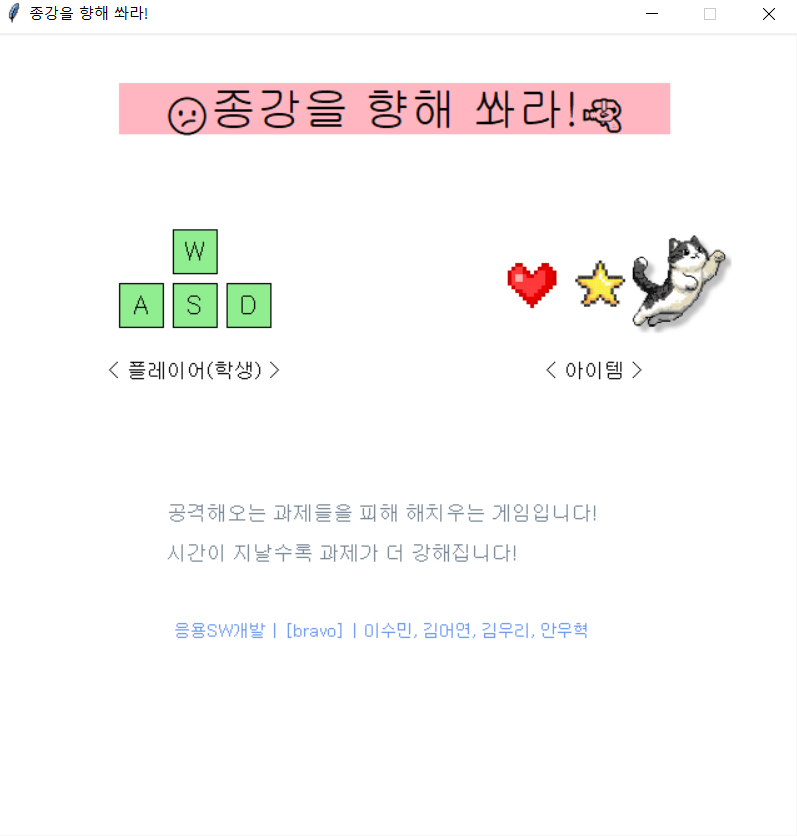 종강을 향해 쏴라!
😕종강을 향해 쏴라!🔫
W
A S D
< 플레이어(학생) >
< 아이템 >
공격해오는 과제들을 피해 해치우는 게임입니다!
시간이 지날수록 과제가 더 강해집니다!
응용SW개발 | [bravo] | 이수민, 김어연, 김우리, 안우혁